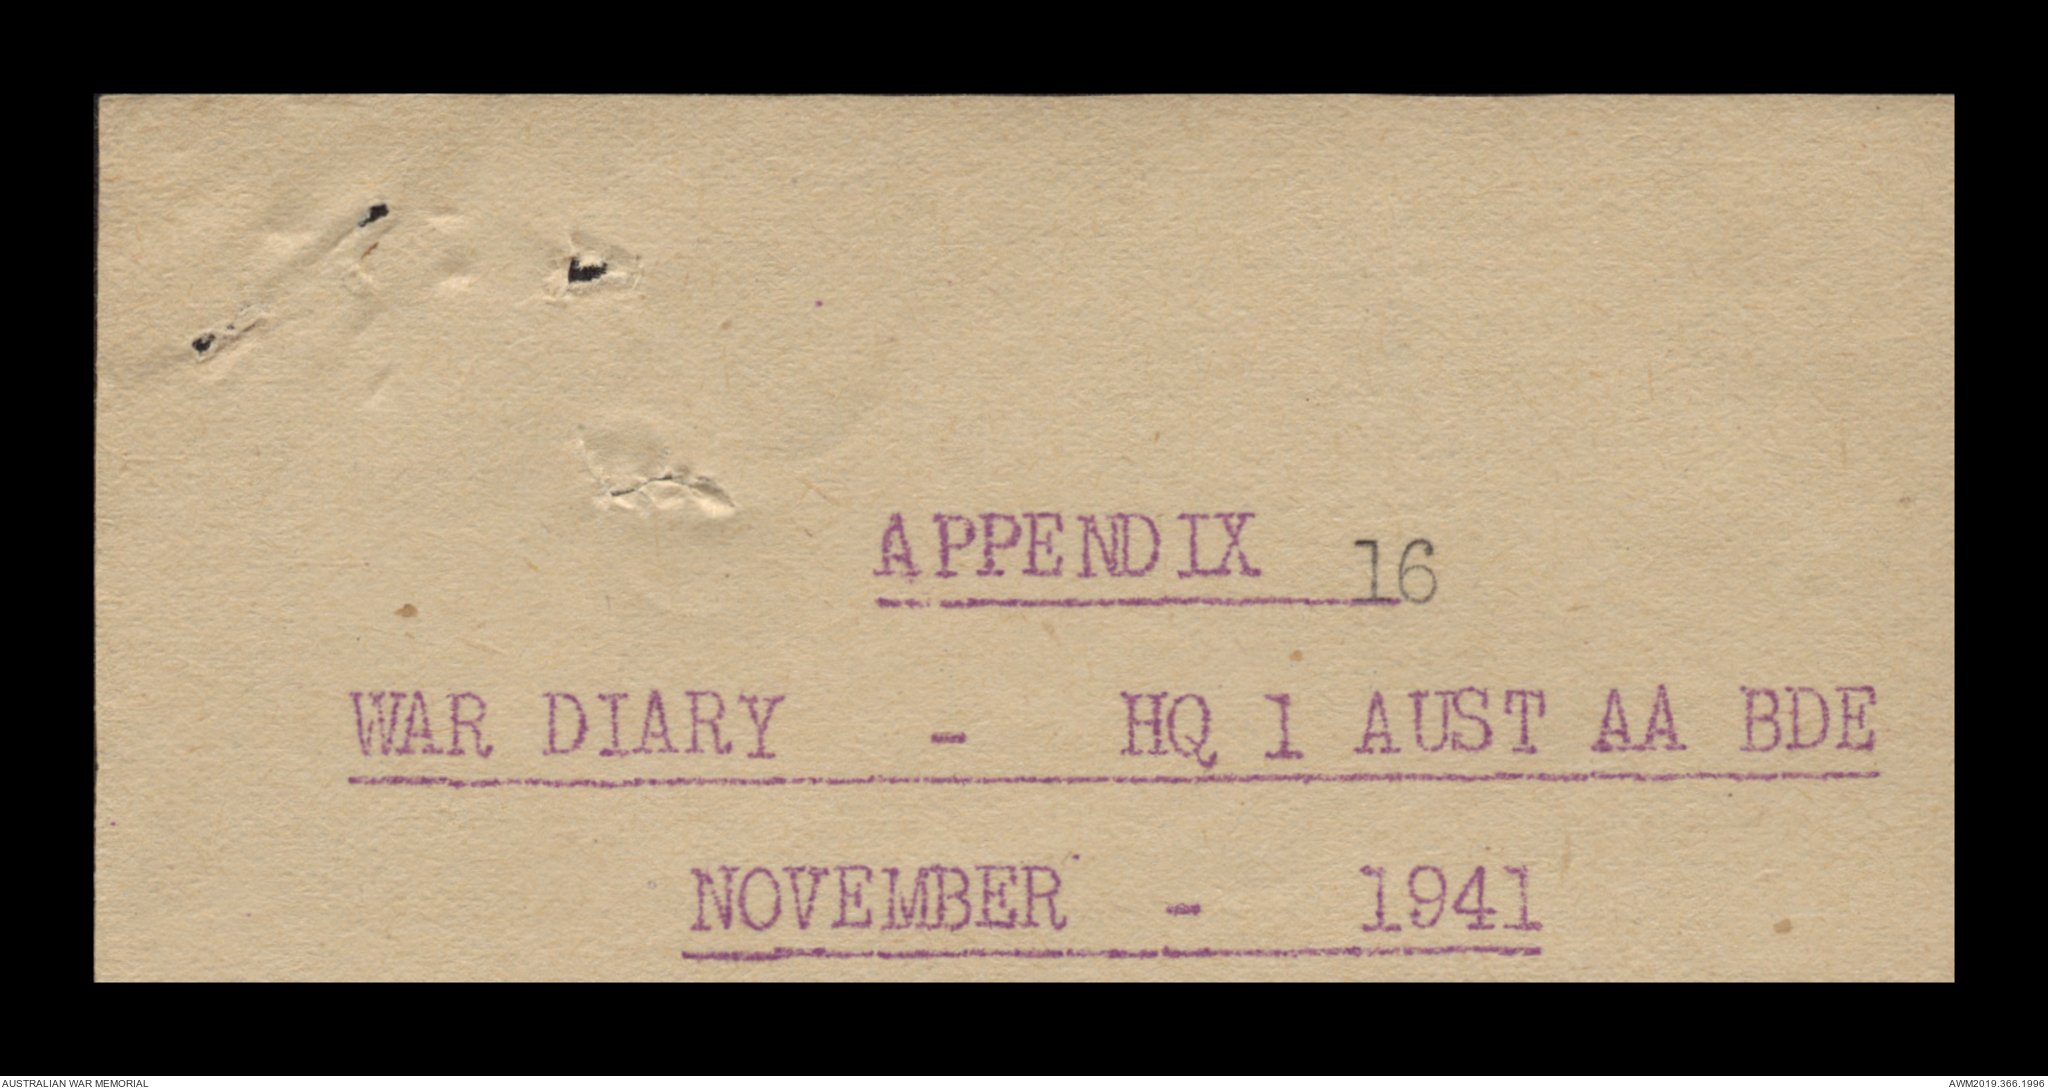 APPENDIX 16
WAR DIARY - HQ 1 AUST AA BDE
NOVEMBER - 1941
AUSTRALIAN WAR MEMORIAL
AWM2019.366.1996